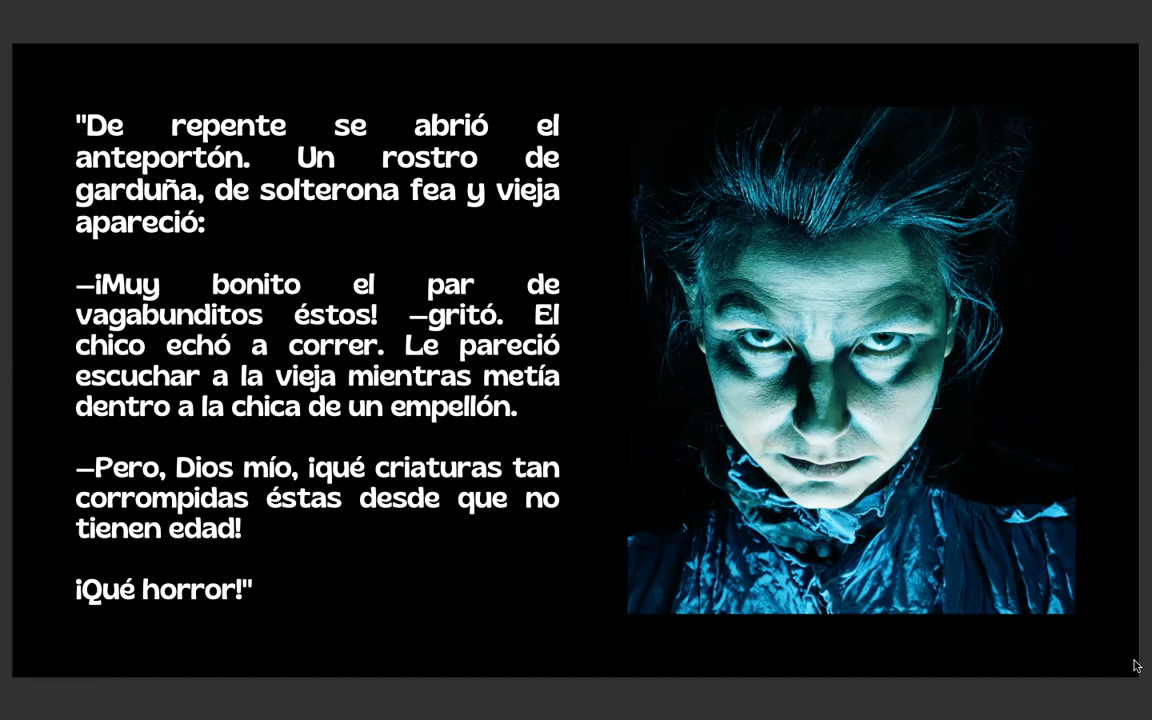 "De repente se abrió el
anteportón. Un rostro de
garduña, de solterona fea y vieja
apareció:
—¡Muy bonito el par de
vagabunditos éstos! —gritó. El
chico echó a correr. Le pareció
escuchar a la vieja mientras metía
dentro a la chica de un empellón.
—Pero, Dios mío, ¡qué criaturas tan
corrompidas éstas desde que no
tienen edad!
¡Qué horror!"